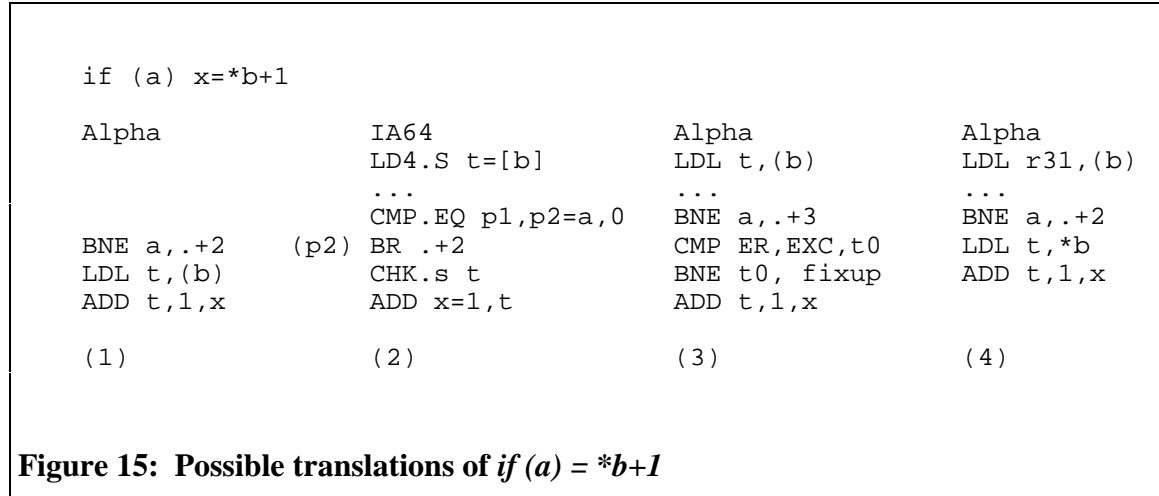 if (a) x=*b+1
Alpha IA64 Alpha Alpha
LD4.S t=[b] LDL t,(b) LDL r31,(b)
... ... ...
CMP.EQ p1,p2=a,0 BNE a,.+3 BNE a,.+2
BNE a,.+2 (p2) BR .+2 CMP ER,EXC,t0 LDL t,*b
LDL t,(b) CHK.s t BNE t0, fixup ADD t,1,x
ADD t,1,x ADD x=1,t ADD t,1,x
(1) (2) (3) (4)
Figure 15: Possible translations of if (a) = *b+1